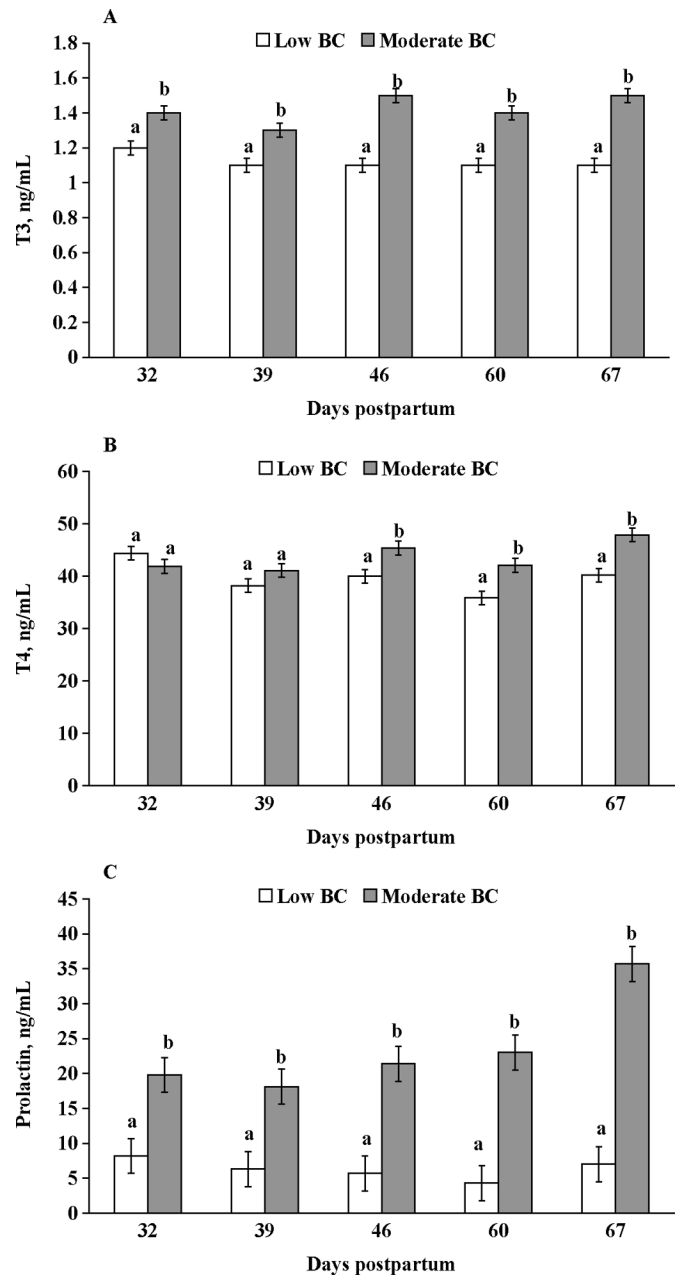 A
Low BC Moderate BC
1.8
1.6
1.4
1.2
1
0.8
0.6
0.4
0.2
0
T3, ng/mL
a b a b a b a b a b
32 39 46 60 67
Days postpartum
B
Low BC Moderate BC
60
50
40
30
20
10
0
T4, ng/mL
a a a a a b a b a b
32 39 46 60 67
Days postpartum
C
Low BC Moderate BC
45
40
35
30
25
20
15
10
5
0
Prolactin, ng/mL
a b a b a b a b a b
32 39 46 60 67
Days postpartum